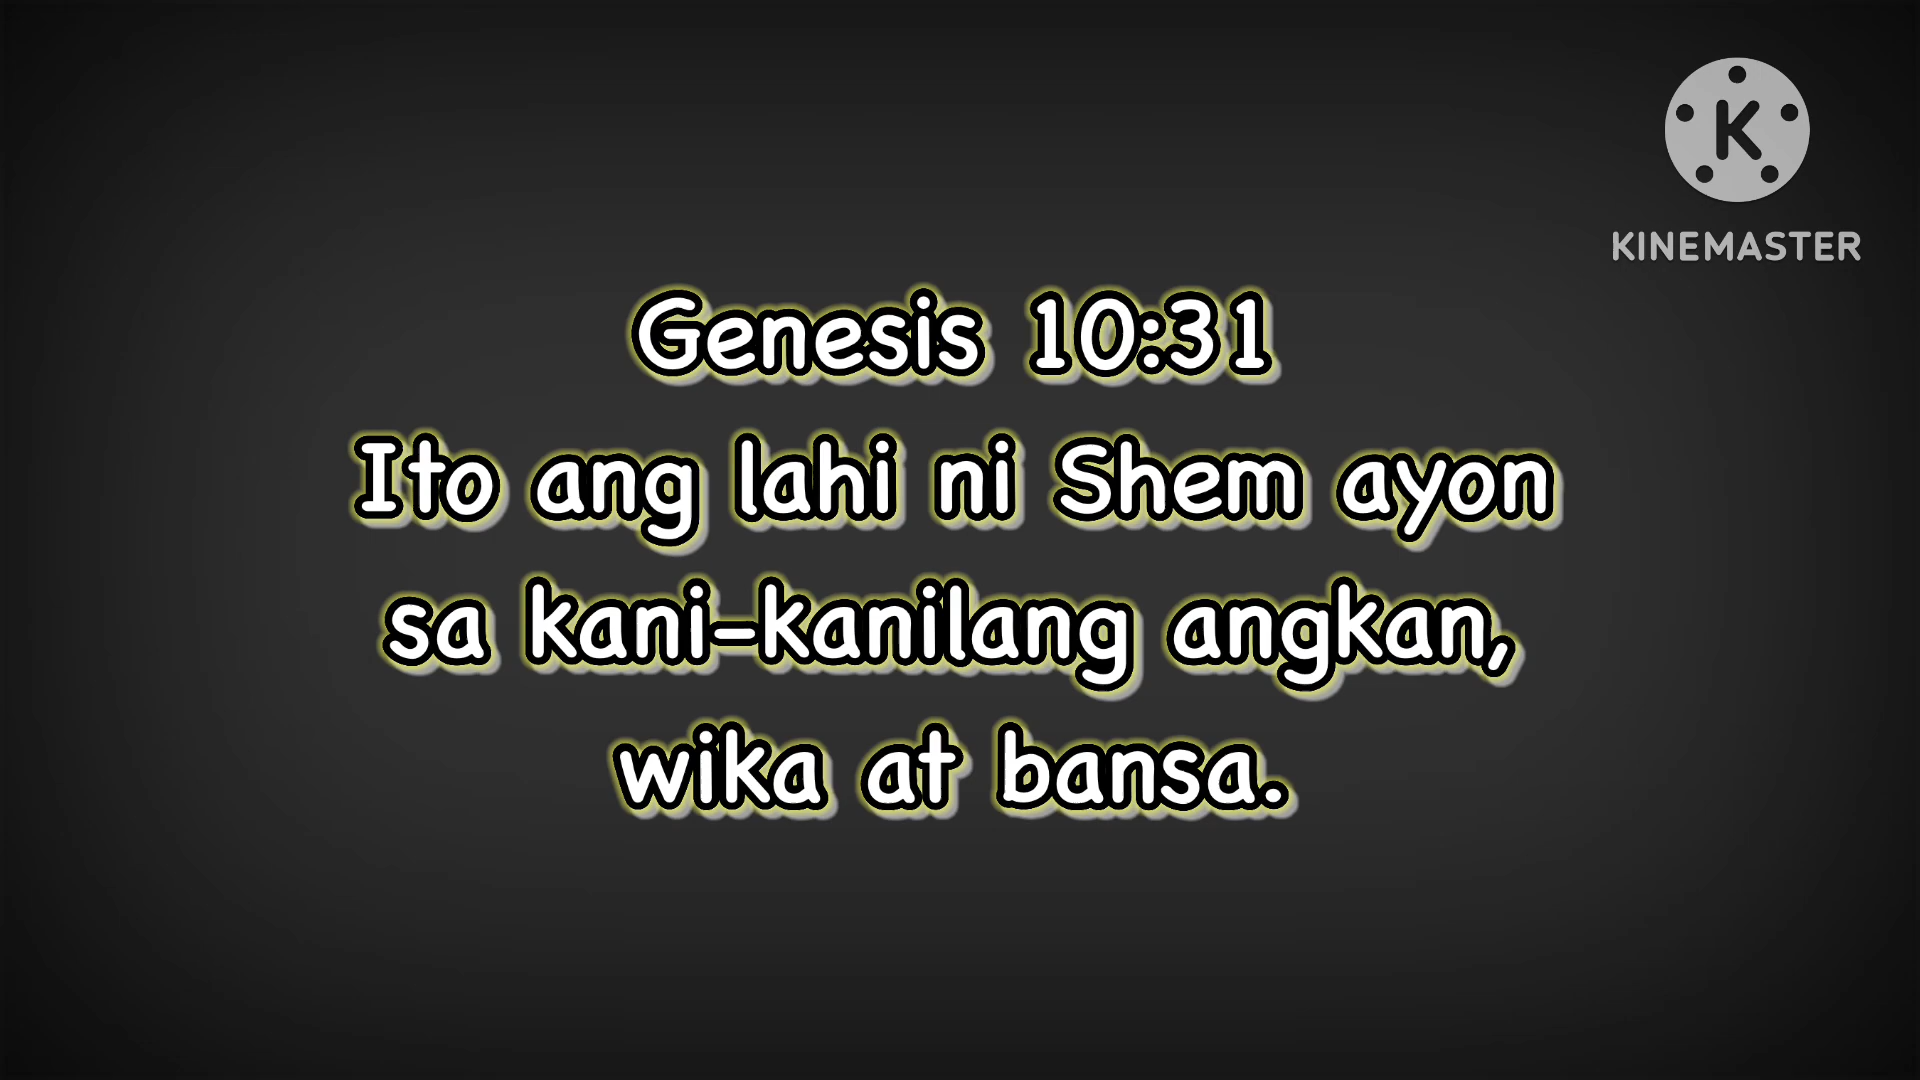 K
KINEMASTER
Genesis 10:31
Ito ang lahi ni Shem ayon
sa kani-kanilang angkan,
wika at bansa.